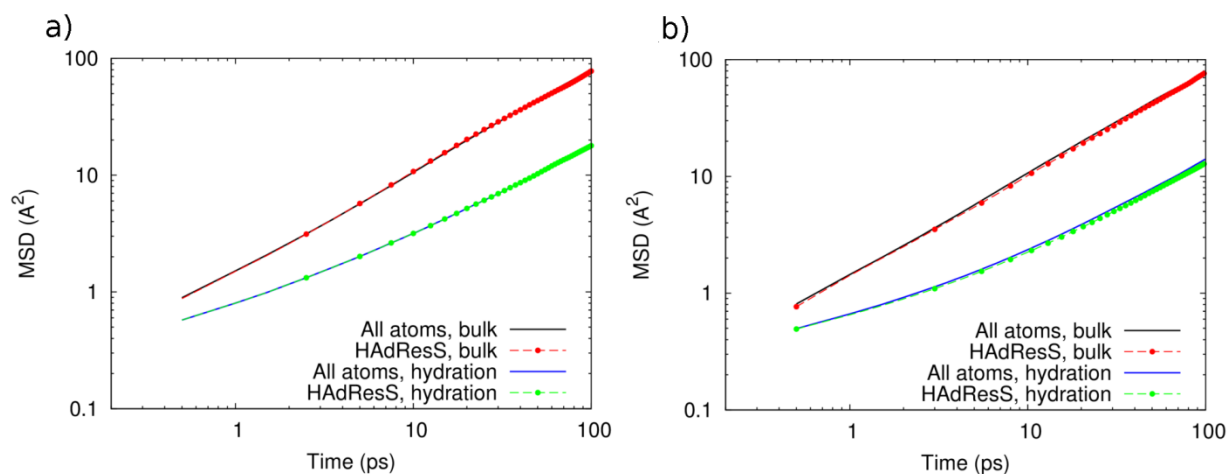 a)
MSD (A²)
100
10
1
0.1
All atoms, bulk
HAdResS, bulk
All atoms, hydration
HAdResS, hydration
1 10 100
Time (ps)
b)
MSD (A²)
100
10
1
0.1
All atoms, bulk
HAdResS, bulk
All atoms, hydration
HAdResS, hydration
1 10 100
Time (ps)